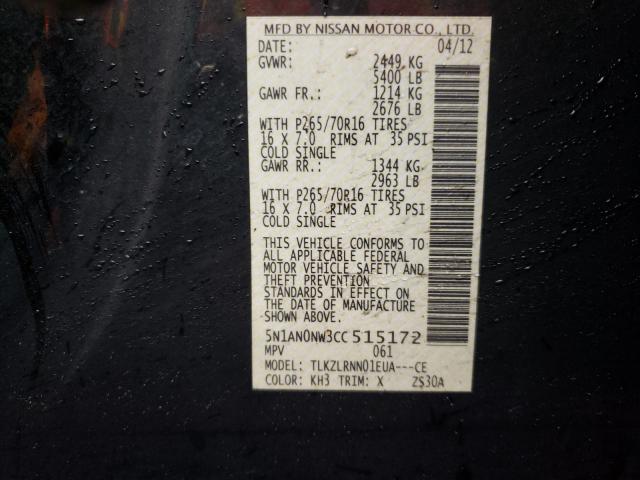 MFD BY NISSAN MOTOR CO., LTD.
DATE: 04/12
GVWR: 2449 KG
5400 LB
GAWR FR.: 1214 KG
2676 LB
WITH P265/70R16 TIRES
16 X 7.0 RIMS AT 35 PSI
COLD SINGLE
GAWR RR.: 1344 KG
2963 LB
WITH P265/70R16 TIRES
16 X 7.0 RIMS AT 35 PSI
COLD SINGLE
THIS VEHICLE CONFORMS TO
ALL APPLICABLE FEDERAL
MOTOR VEHICLE SAFETY AND
THEFT PREVENTION
STANDARDS IN EFFECT ON
THE DATE OF MANUFACTURE
SHOWN ABOVE.
5N1AN0NW3CC515172
MPV 061
MODEL: TLKZLRNN01EUA---CE
COLOR: KH3 TRIM: X ZS30A